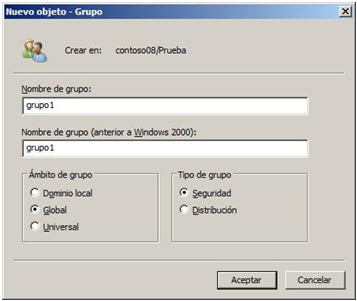 Nuevo objeto - Grupo
Crear en: contoso08/Prueba
Nombre de grupo:
grupo1
Nombre de grupo (anterior a Windows 2000):
grupo1
Ámbito de grupo
Dominio local
Global
Universal
Tipo de grupo
Seguridad
Distribución
Aceptar
Cancelar